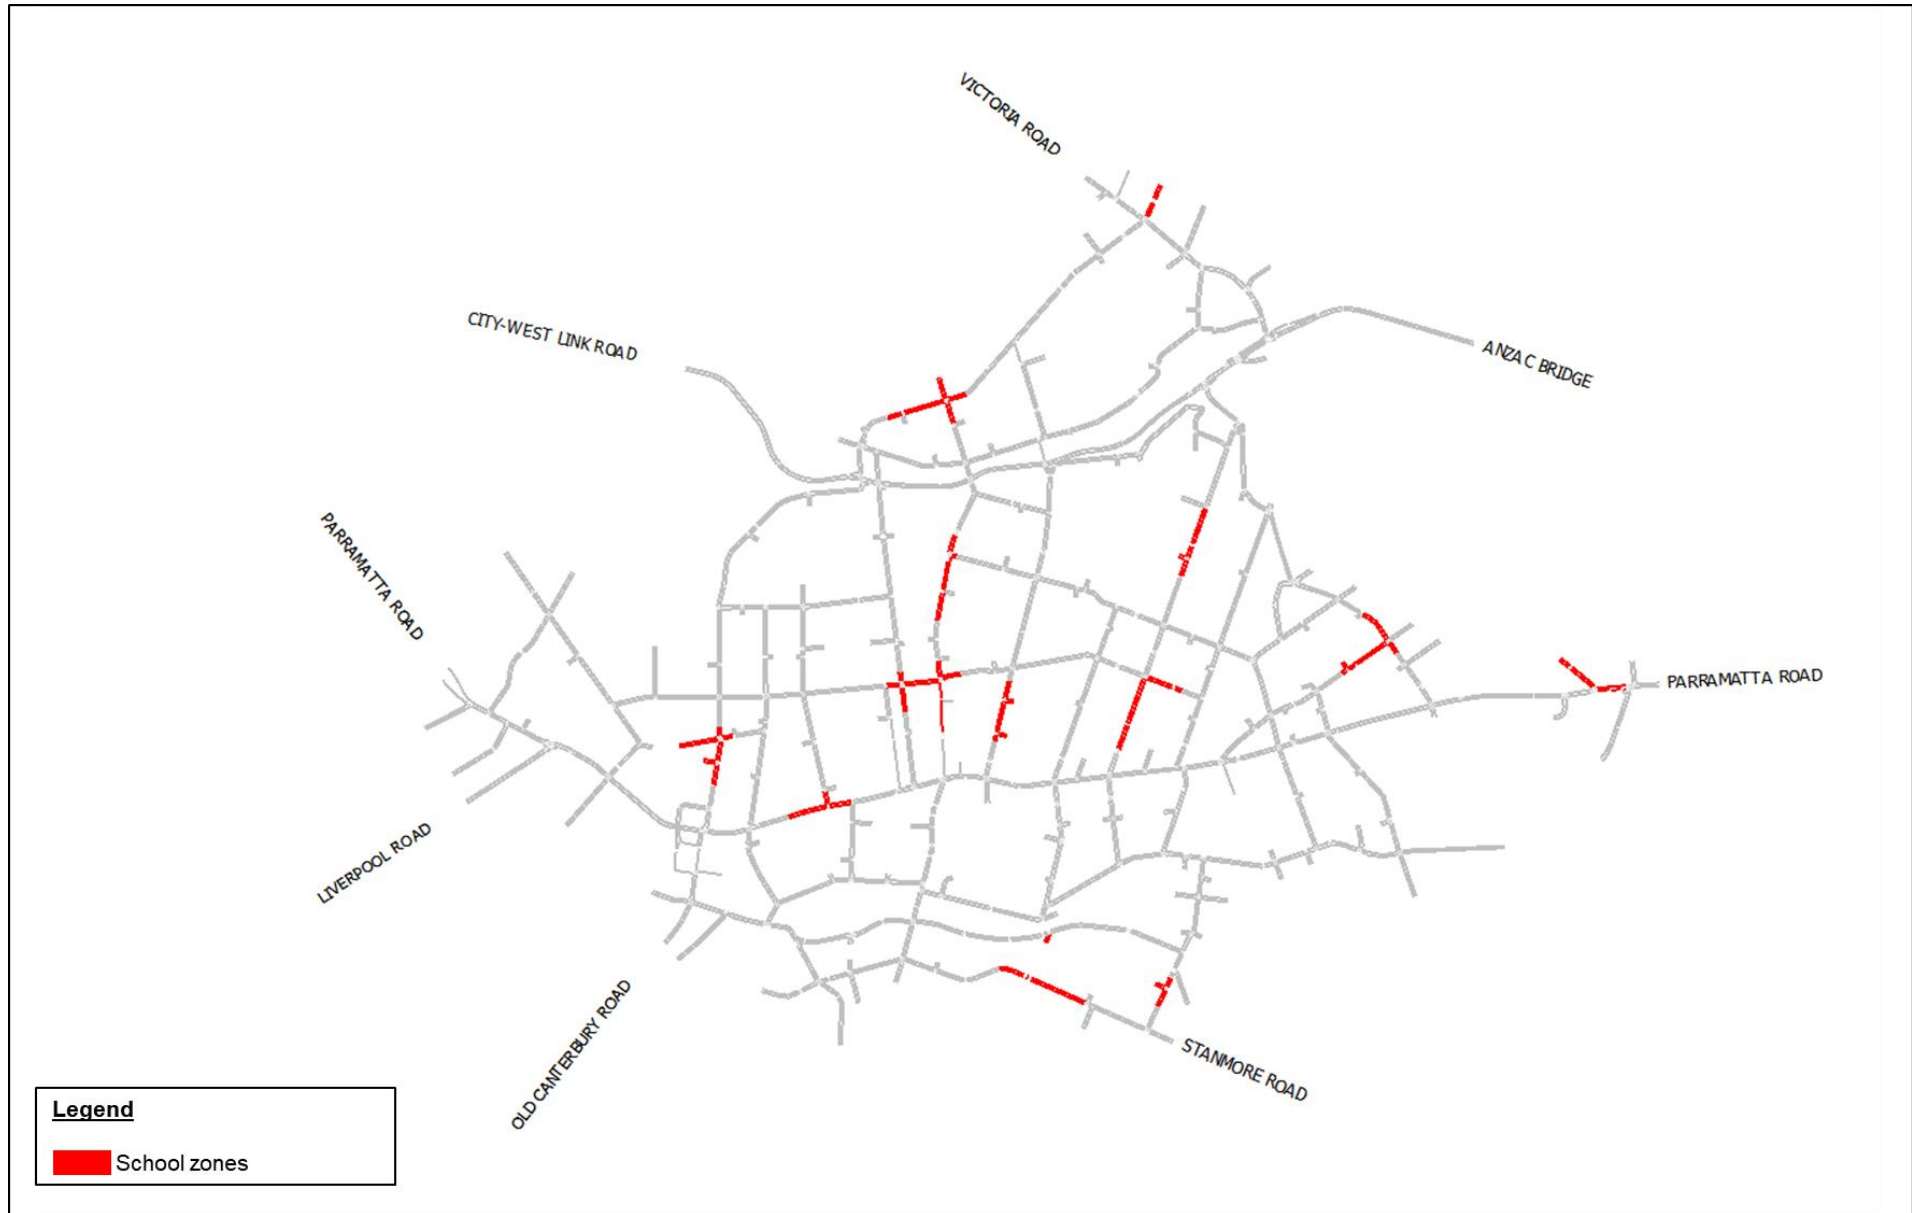 VICTORIA ROAD
CITY-WEST LINK ROAD
ANZAC BRIDGE
PARRAMATTA ROAD
PARRAMATTA ROAD
LIVERPOOL ROAD
OLD CANTERBURY ROAD
STANMORE ROAD
Legend
School zones